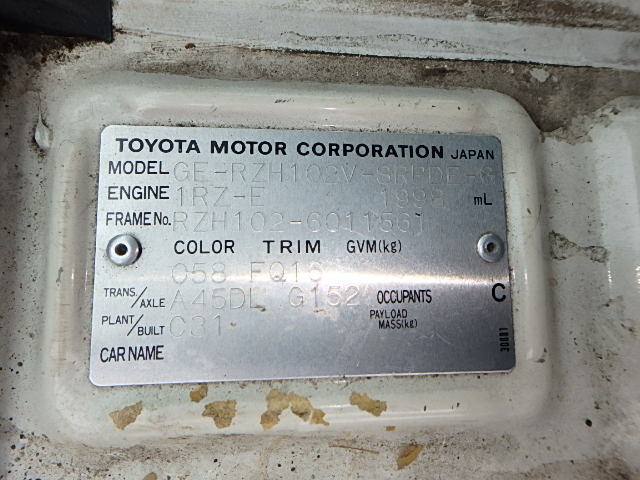 TOYOTA MOTOR CORPORATION JAPAN
MODEL GE-RZH102V-SRPDE-G
ENGINE 1RZ-E 1998 mL
FRAME No. RZH102-6011561
COLOR TRIM GVM(kg)
058 FQ16
TRANS./AXLE A45DL G152 OCCUPANTS C
PLANT/BUILT C31 PAYLOAD MASS(kg)
CAR NAME
30881